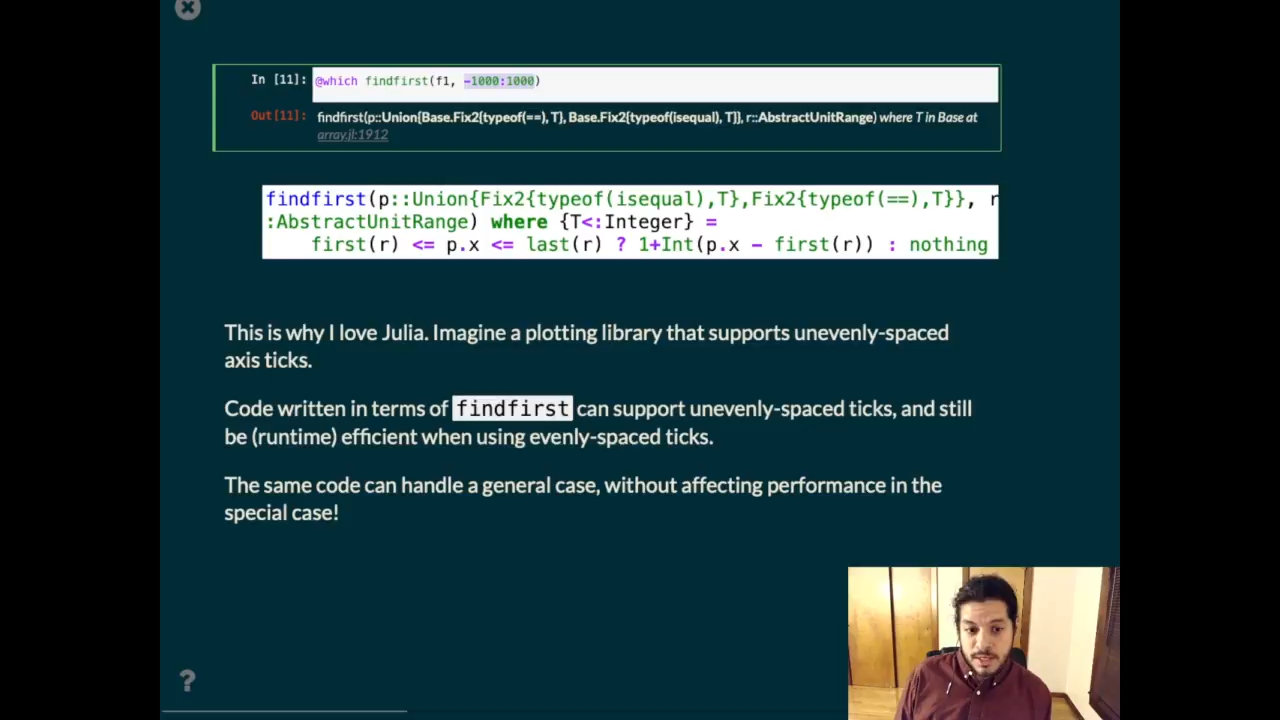 In [11]: @which findfirst(f1, -1000:1000)
Out[11]: findfirst(p::Union{Base.Fix2{typeof(==), T}, Base.Fix2{typeof(isequal), T}}, r::AbstractUnitRange) where T in Base at
array.jl:1912
findfirst(p::Union{Fix2{typeof(isequal),T},Fix2{typeof(==),T}}, r
:AbstractUnitRange) where {T<:Integer} =
first(r) <= p.x <= last(r) ? 1+Int(p.x - first(r)) : nothing
This is why I love Julia. Imagine a plotting library that supports unevenly-spaced
axis ticks.
Code written in terms of findfirst can support unevenly-spaced ticks, and still
be (runtime) efficient when using evenly-spaced ticks.
The same code can handle a general case, without affecting performance in the
special case!
?